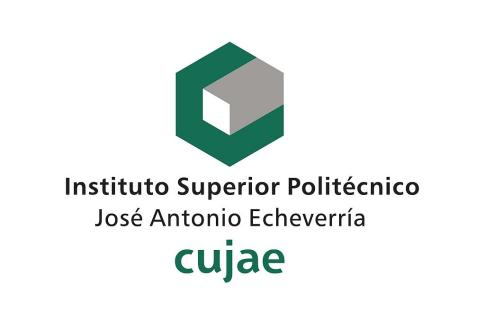 Instituto Superior Politécnico
José Antonio Echeverría
cujae